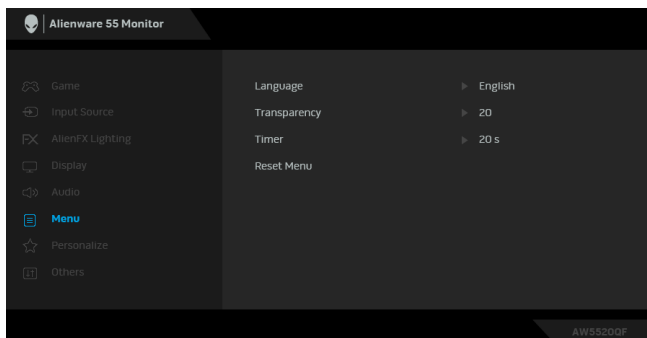 Alienware 55 Monitor
Game
Input Source
AlienFX Lighting
Display
Audio
Menu
Personalize
Others
Language English
Transparency 20
Timer 20 s
Reset Menu
AW5520QF